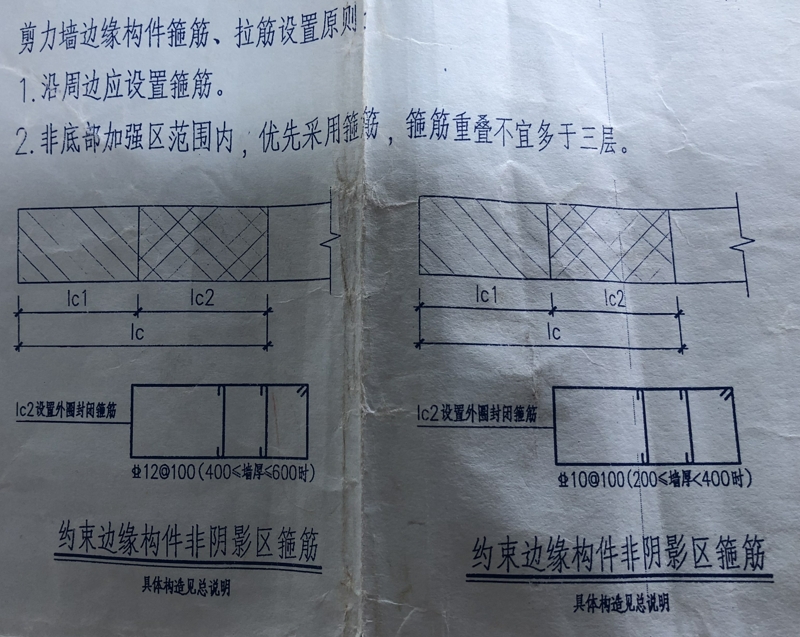 剪力墙边缘构件箍筋、拉筋设置原则:
1.沿周边应设置箍筋。
2.非底部加强区范围内,优先采用箍筋,箍筋重叠不宜多于三层。
lc1 lc2
lc
lc2设置外圈封闭箍筋
⌀12@100(400≤墙厚≤600时)
约束边缘构件非阴影区箍筋
具体构造见总说明
lc1 lc2
lc
lc2设置外圈封闭箍筋
⌀10@100(200≤墙厚<400时)
约束边缘构件非阴影区箍筋
具体构造见总说明